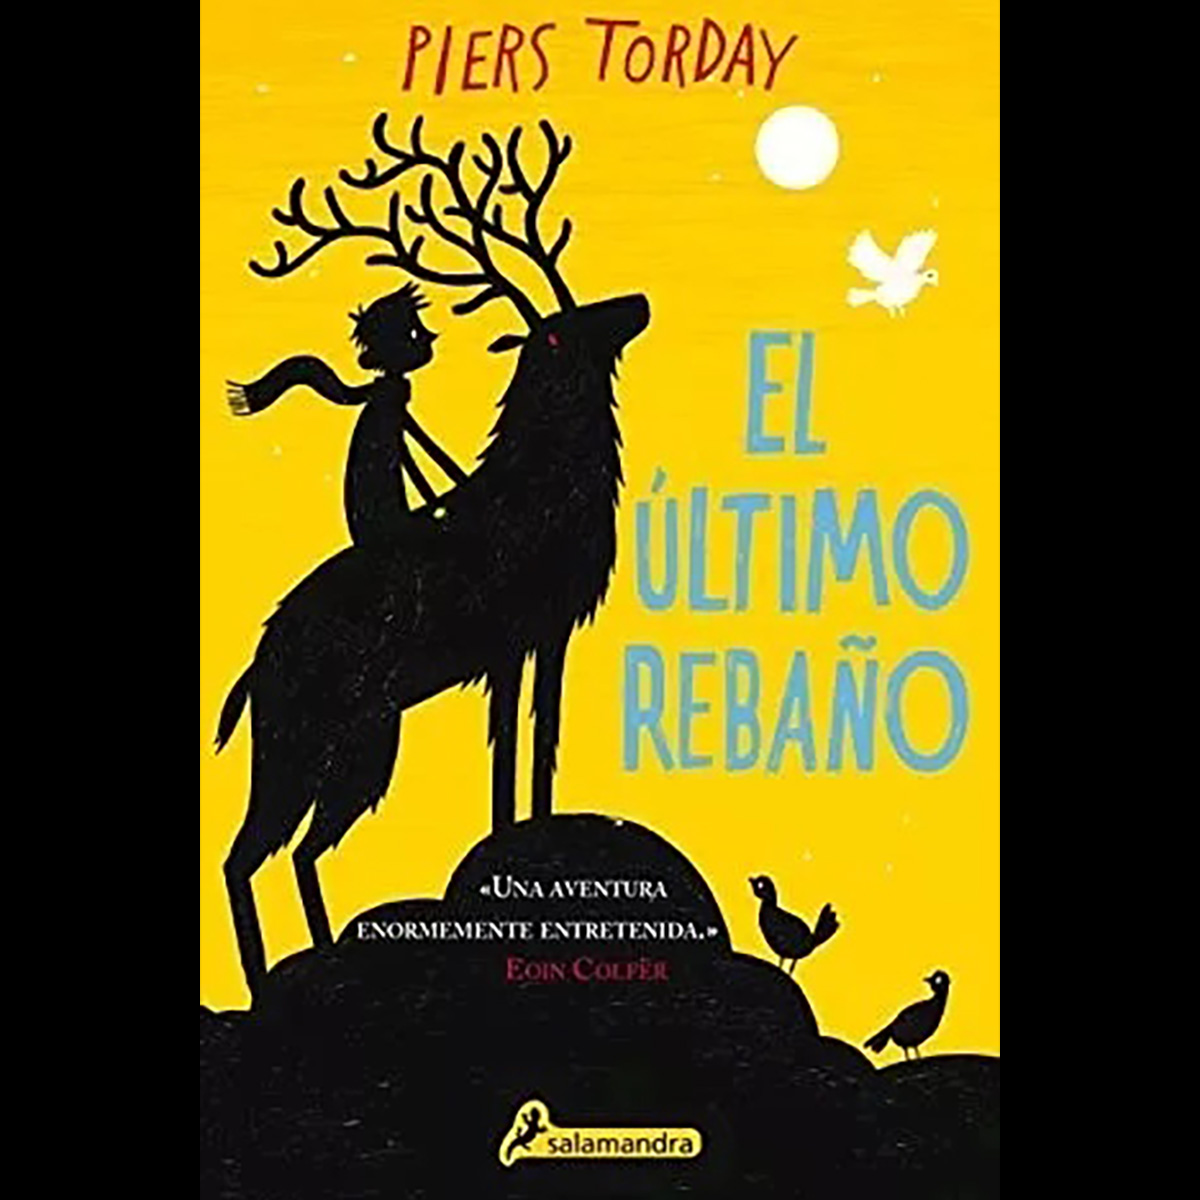 PIERS TORDAY
EL
ÚLTIMO
REBAÑO
«UNA AVENTURA
ENORMEMENTE ENTRETENIDA.»
EOIN COLFER
salamandra